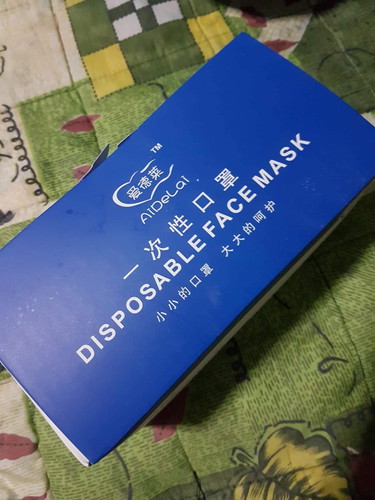 爱德莱
TM
AiDeLai
一次性口罩
DISPOSABLE FACE MASK
小小的口罩 大大的呵护